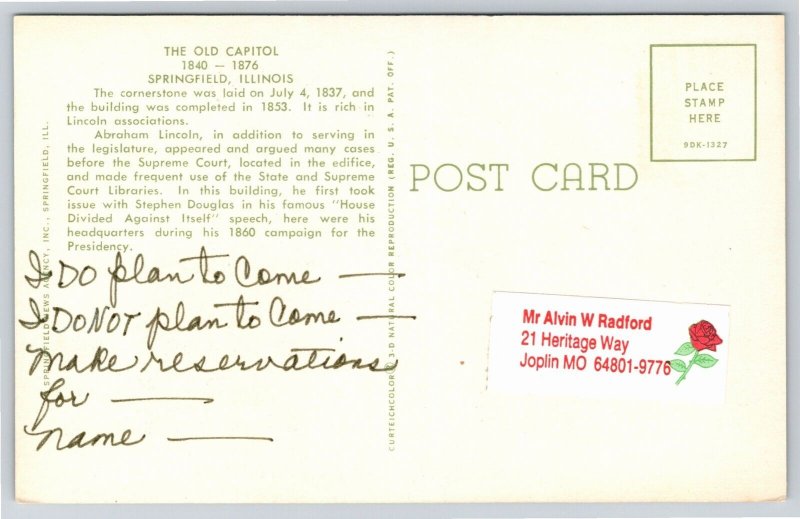 THE OLD CAPITOL
1840 — 1876
SPRINGFIELD, ILLINOIS
The cornerstone was laid on July 4, 1837, and
the building was completed in 1853. It is rich in
Lincoln associations.
Abraham Lincoln, in addition to serving in
the legislature, appeared and argued many cases
before the Supreme Court, located in the edifice,
and made frequent use of the State and Supreme
Court Libraries. In this building, he first took
issue with Stephen Douglas in his famous "House
Divided Against Itself" speech, here were his
headquarters during his 1860 campaign for the
Presidency.
I DO plan to come —
I DO NOT plan to come —
Make reservations
for —
name —
SPRINGFIELD NEWS AGENCY, INC., SPRINGFIELD, ILL.
CURTEICHCOLOR® 3-D NATURAL COLOR REPRODUCTION (REG. U. S. A. PAT. OFF.)
POST CARD
PLACE
STAMP
HERE
9DK-1327
Mr Alvin W Radford
21 Heritage Way
Joplin MO 64801-9776